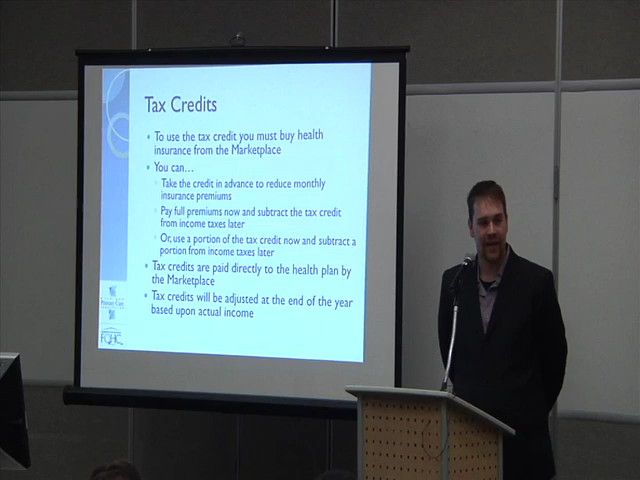 Tax Credits
• To use the tax credit you must buy health
insurance from the Marketplace
• You can…
Take the credit in advance to reduce monthly
insurance premiums
Pay full premiums now and subtract the tax credit
from income taxes later
Or, use a portion of the tax credit now and subtract a
portion from income taxes later
• Tax credits are paid directly to the health plan by
the Marketplace
• Tax credits will be adjusted at the end of the year
based upon actual income
Primary Care
FQHC